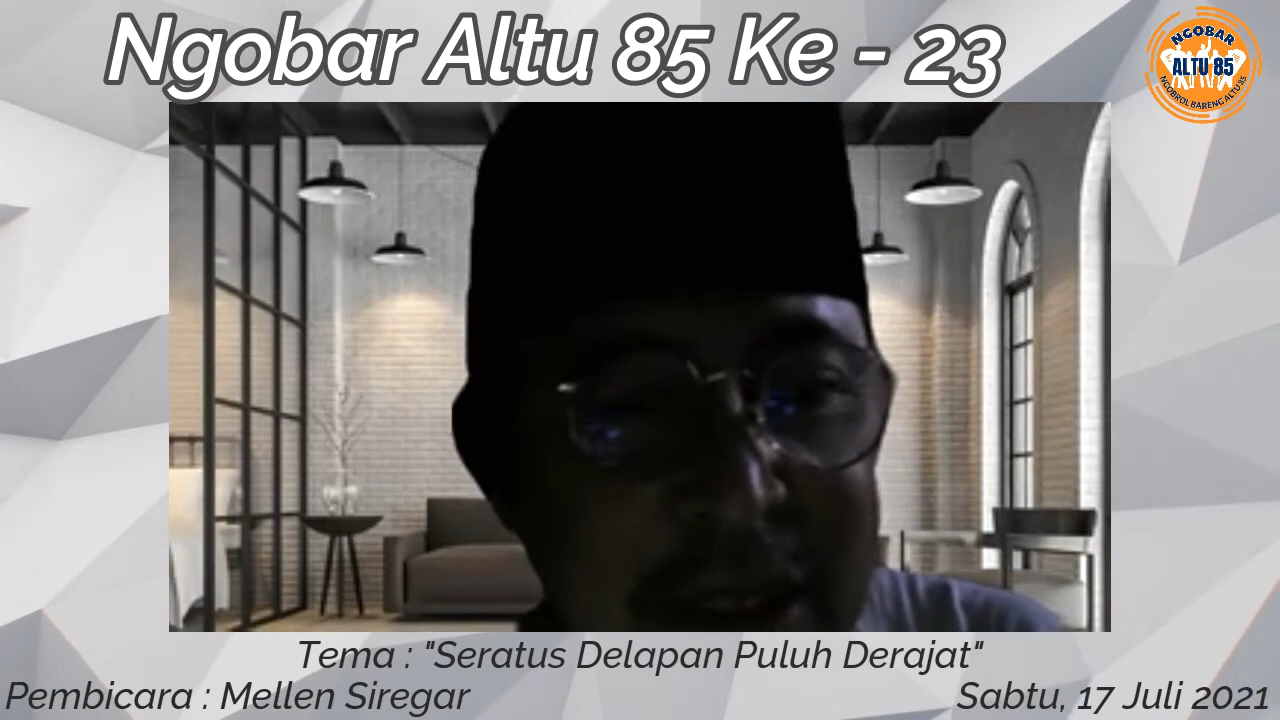 Ngobar Altu 85 Ke - 23
NGOBAR
ALTU 85
NGOBROL BARENG ALTU 85
Tema : "Seratus Delapan Puluh Derajat"
Pembicara : Mellen Siregar
Sabtu, 17 Juli 2021